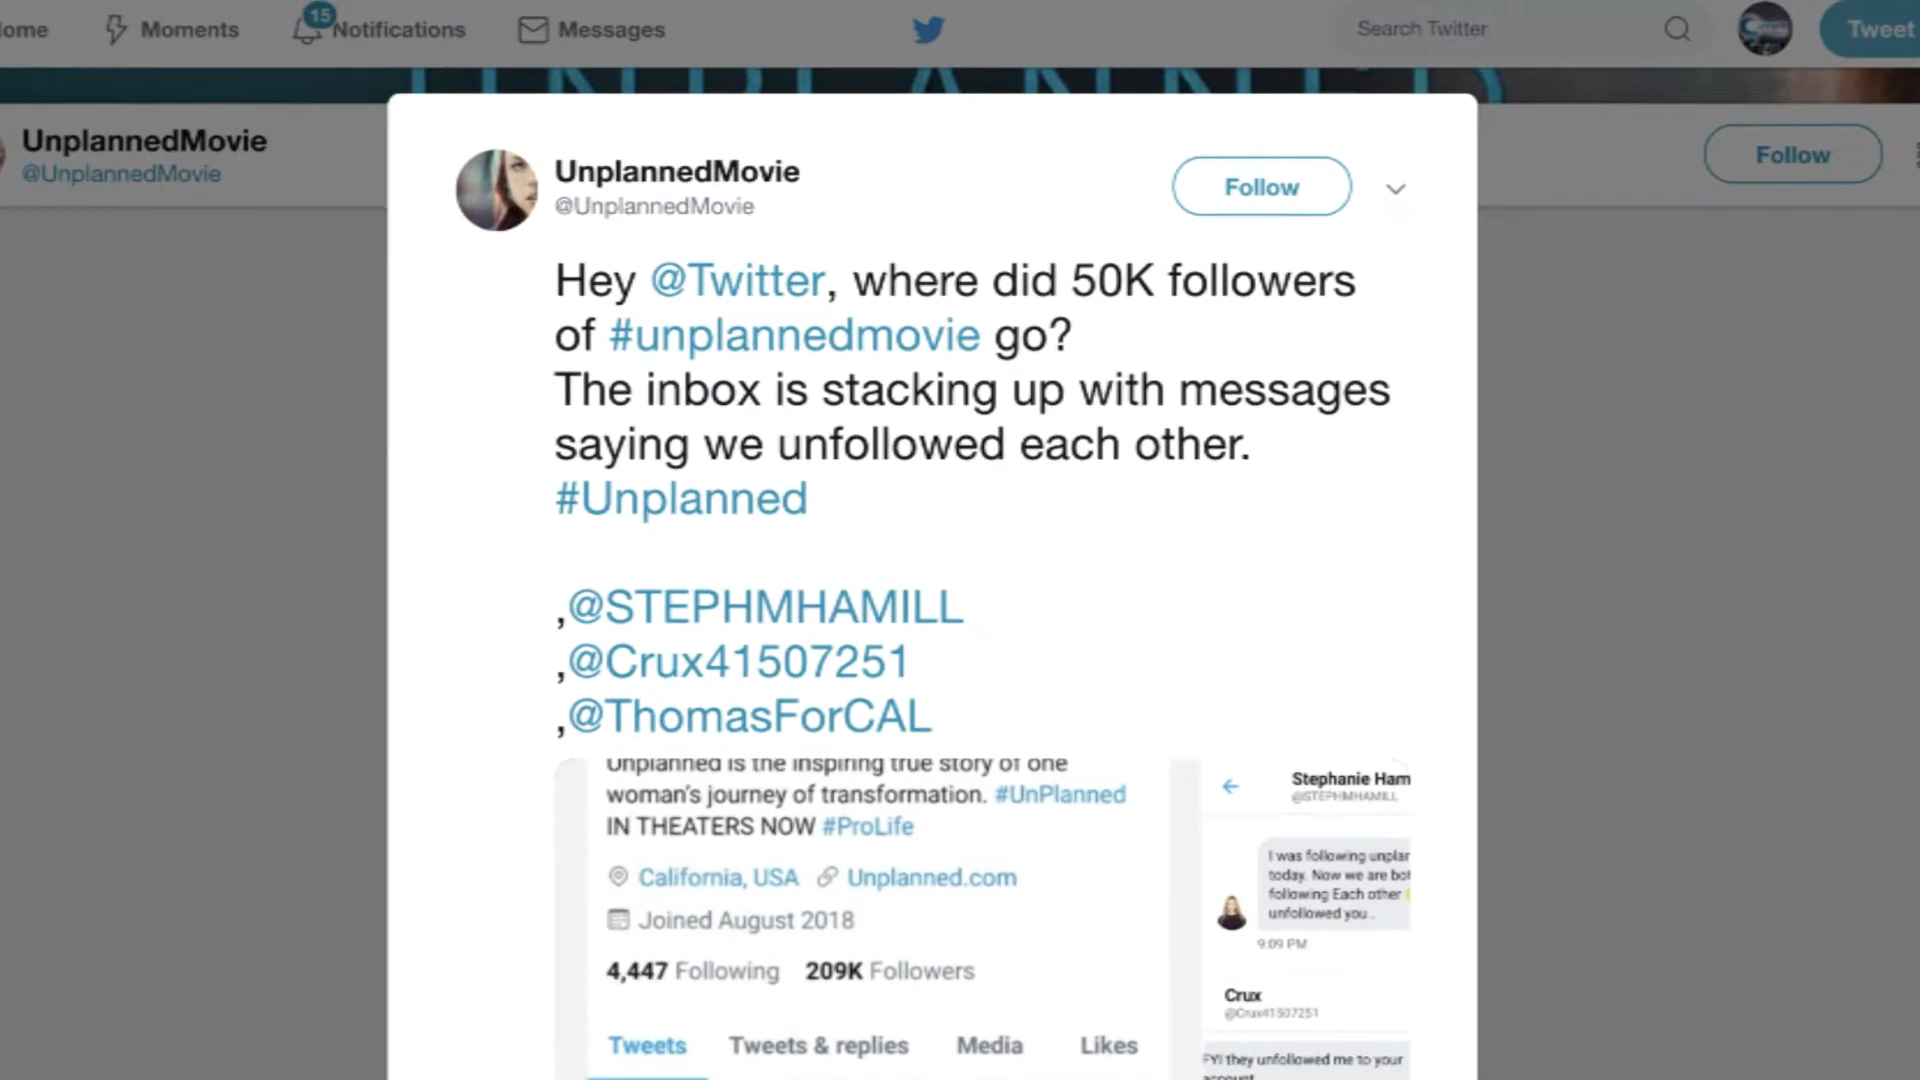 Moments
15
Notifications
Messages
Search Twitter
Tweet
UnplannedMovie
@UnplannedMovie
Follow
UnplannedMovie
@UnplannedMovie
Follow
Hey @Twitter, where did 50K followers
of #unplannedmovie go?
The inbox is stacking up with messages
saying we unfollowed each other.
#Unplanned
,@STEPHMHAMILL
,@Crux41507251
,@ThomasForCAL
Unplanned is the inspiring true story of one
woman's journey of transformation. #UnPlanned
IN THEATERS NOW #ProLife
California, USA Unplanned.com
Joined August 2018
4,447 Following 209K Followers
Tweets Tweets & replies Media Likes
Stephanie Ham
@STEPHMHAMILL
I was following unplan
today. Now we are bot
following Each other
unfollowed you .
9:09 PM
Crux
@Crux41507251
FYI they unfollowed me to your
account